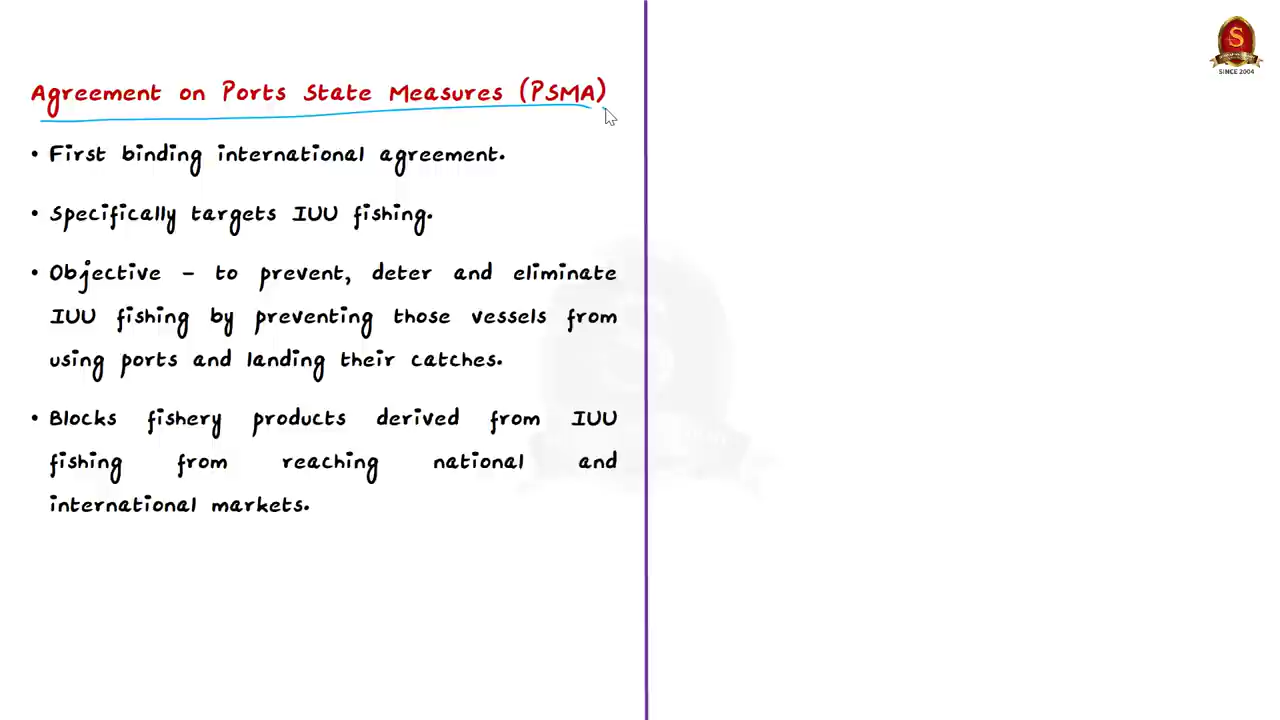 Agreement on Ports State Measures (PSMA)
• First binding international agreement.
• Specifically targets IUU fishing.
• Objective – to prevent, deter and eliminate
IUU fishing by preventing those vessels from
using ports and landing their catches.
• Blocks fishery products derived from IUU
fishing from reaching national and
international markets.
S
SINCE 2004